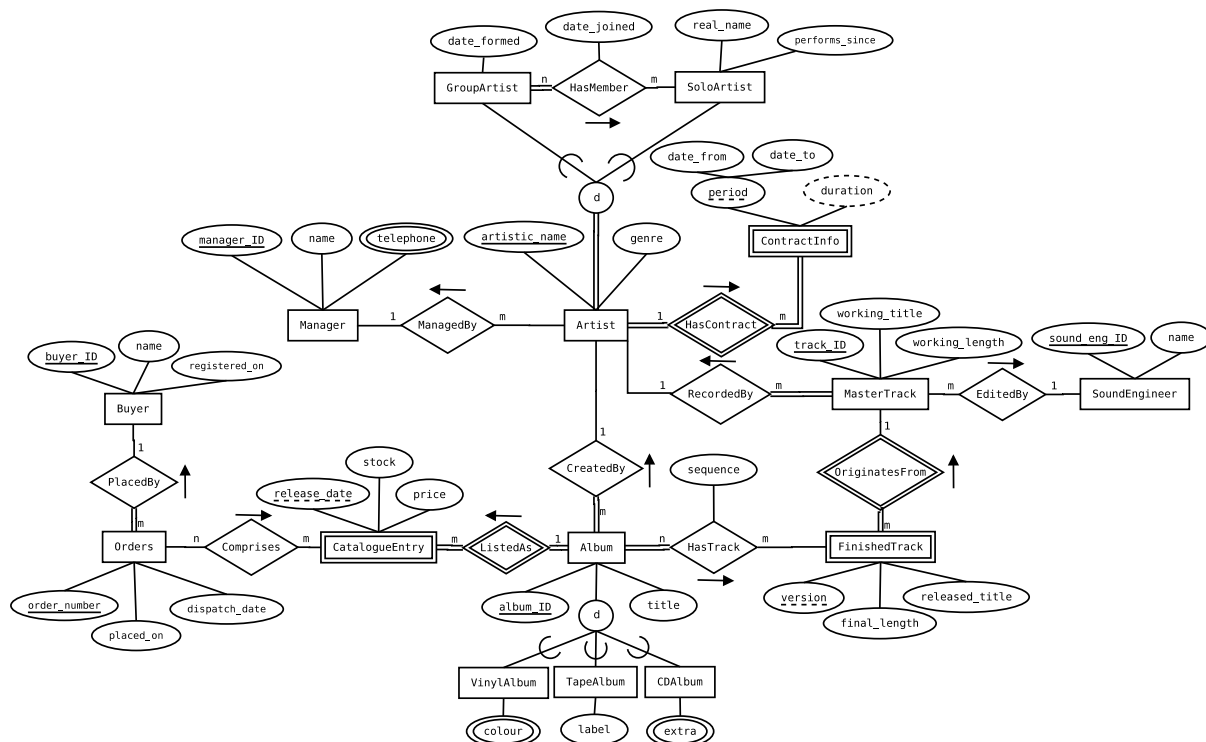 date_joined
real_name
date_formed
performs_since
n
m
GroupArtist
HasMember
SoloArtist
date_from
date_to
period
duration
d
manager_ID
name
telephone
artistic_name
genre
ContractInfo
working_title
1
m
1
m
Manager
ManagedBy
Artist
HasContract
name
sound_eng_ID
name
buyer_ID
track_ID
working_length
registered_on
m
1
1
m
Buyer
RecordedBy
MasterTrack
EditedBy
SoundEngineer
1
1
1
stock
CreatedBy
sequence
OriginatesFrom
PlacedBy
release_date
price
m
m
m
n
m
m
1
n
m
Orders
Comprises
CatalogueEntry
ListedAs
Album
HasTrack
FinishedTrack
order_number
dispatch_date
album_ID
title
version
released_title
d
placed_on
final_length
VinylAlbum
TapeAlbum
CDAlbum
colour
label
extra